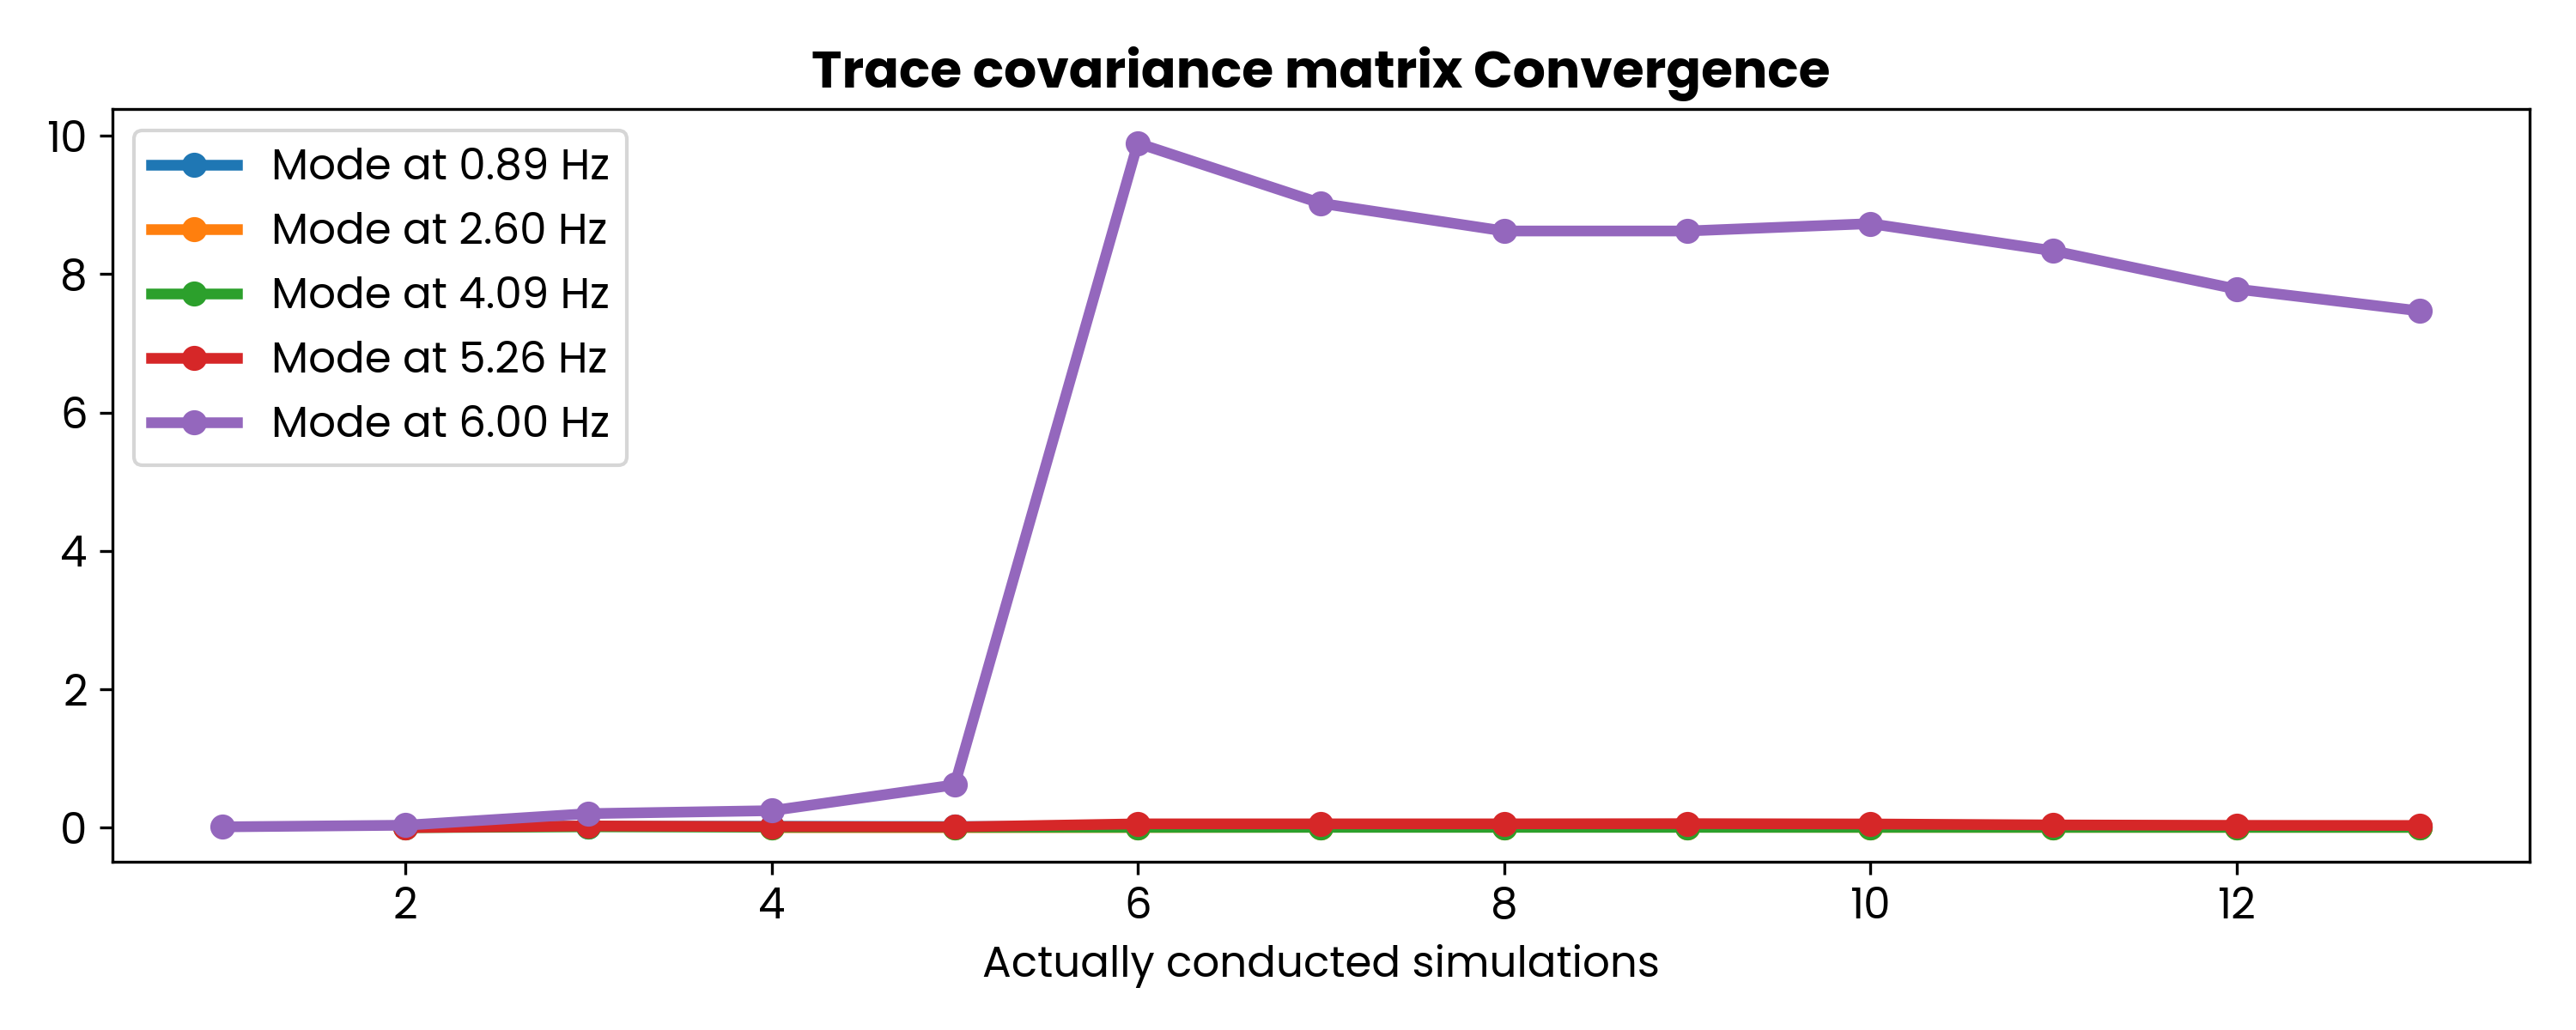 Trace covariance matrix Convergence
10
8
6
4
2
0
Mode at 0.89 Hz
Mode at 2.60 Hz
Mode at 4.09 Hz
Mode at 5.26 Hz
Mode at 6.00 Hz
2 4 6 8 10 12
Actually conducted simulations